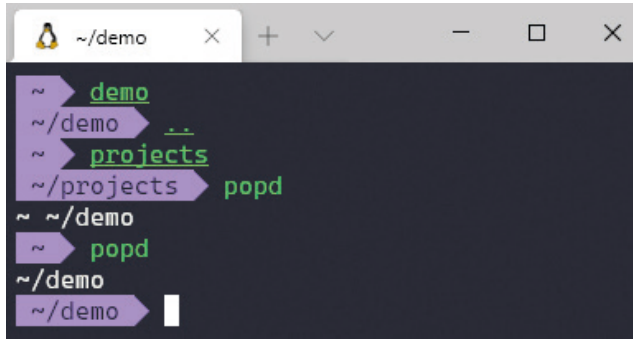 ~/demo
~ demo
~/demo ..
~ projects
~/projects popd
~ ~/demo
~ popd
~/demo
~/demo